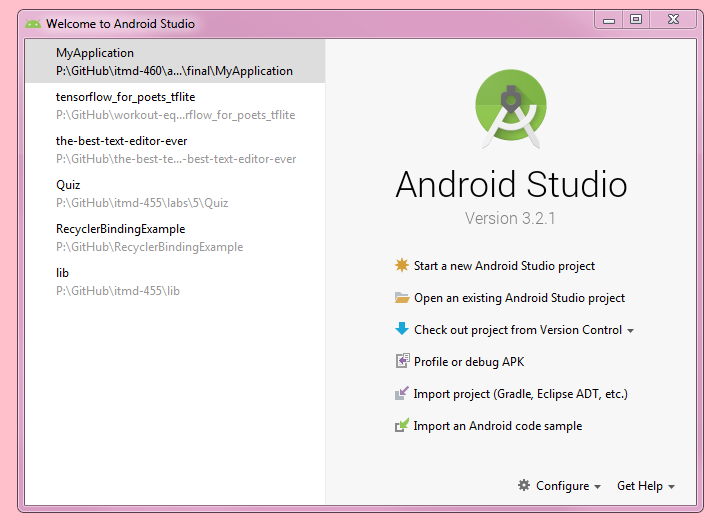 Welcome to Android Studio
MyApplication
P:\GitHub\itmd-460\a...\final\MyApplication
tensorflow_for_poets_tflite
P:\GitHub\workout-eq...rflow_for_poets_tflite
the-best-text-editor-ever
P:\GitHub\the-best-te...-best-text-editor-ever
Quiz
P:\GitHub\itmd-455\labs\5\Quiz
RecyclerBindingExample
P:\GitHub\RecyclerBindingExample
lib
P:\GitHub\itmd-455\lib
Android Studio
Version 3.2.1
Start a new Android Studio project
Open an existing Android Studio project
Check out project from Version Control
Profile or debug APK
Import project (Gradle, Eclipse ADT, etc.)
Import an Android code sample
Configure Get Help